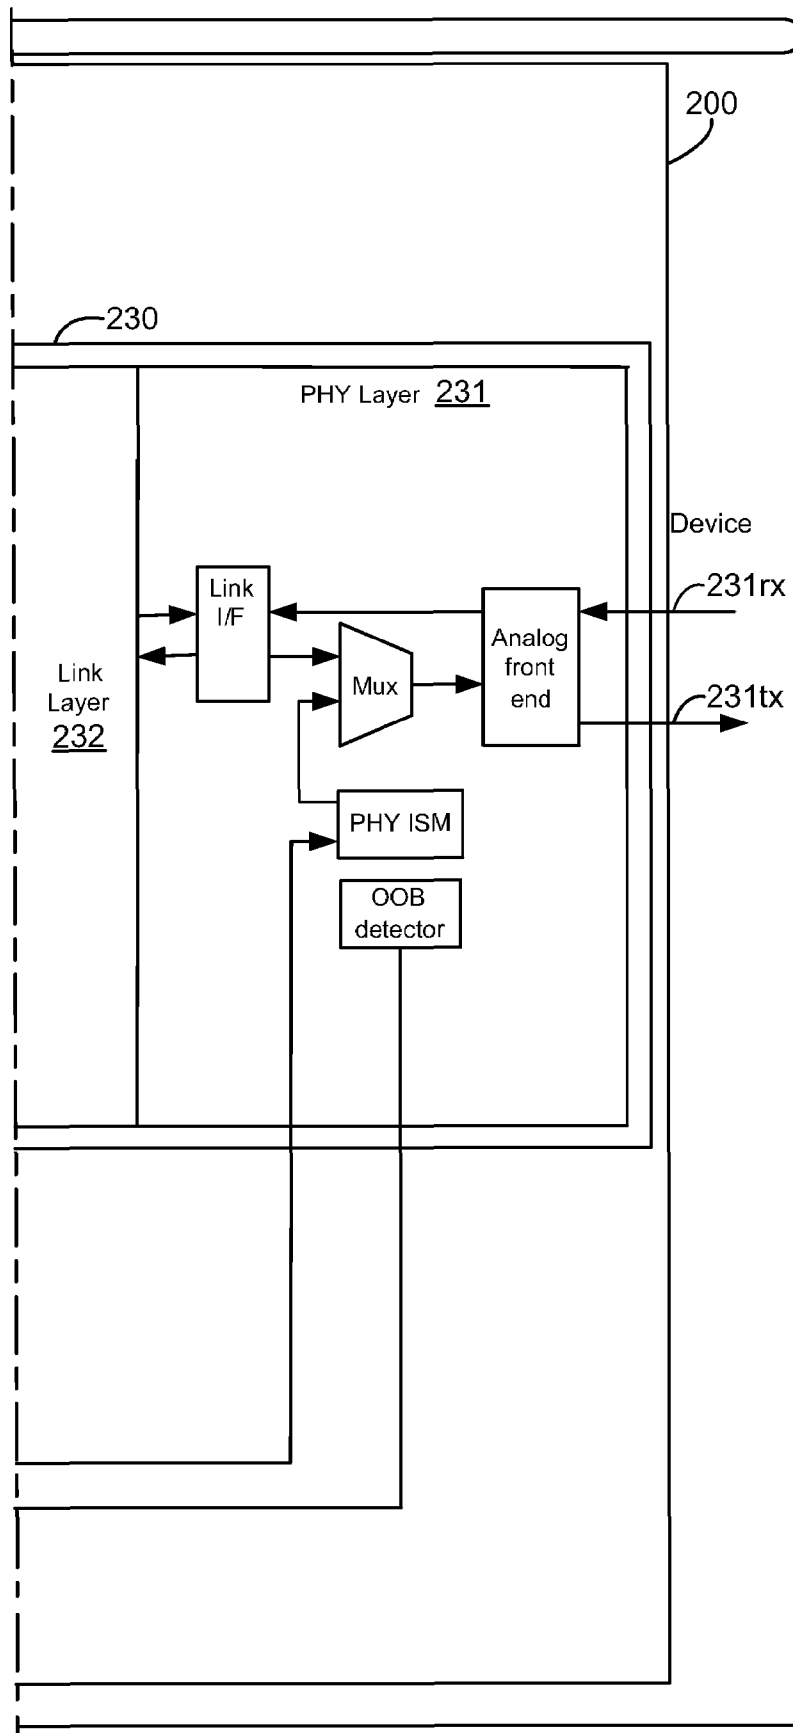 200
230
PHY Layer 231
Device
231rx
Link
I/F
Analog
front
end
Mux
Link
Layer
232
231tx
PHY ISM
OOB
detector